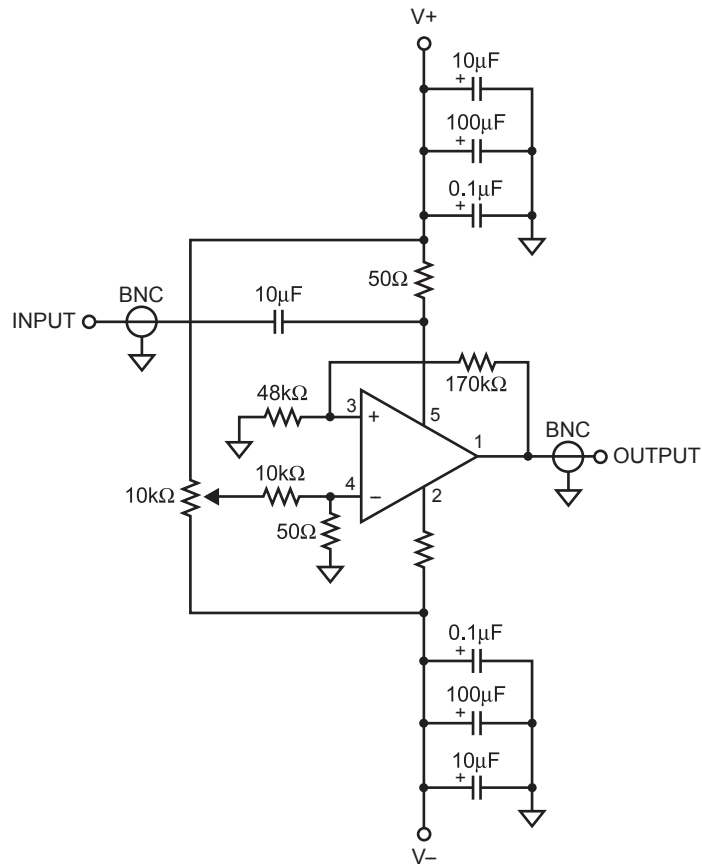 V+
+
10µF
+
100µF
+
0.1µF
50Ω
BNC
INPUT
10µF
170kΩ
48kΩ
3
+
5
1
BNC
OUTPUT
10kΩ
10kΩ
4
–
2
50Ω
0.1µF
+
100µF
+
10µF
+
V–